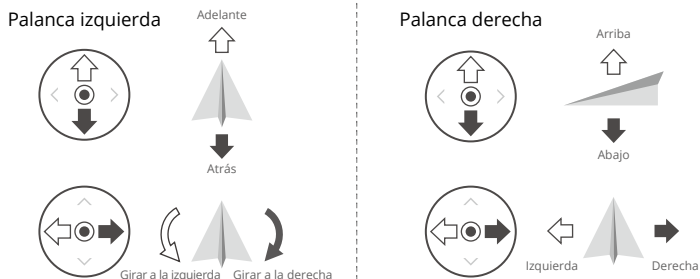 Palanca izquierda
Adelante
Atrás
Girar a la izquierda
Girar a la derecha
Palanca derecha
Arriba
Abajo
Izquierda
Derecha